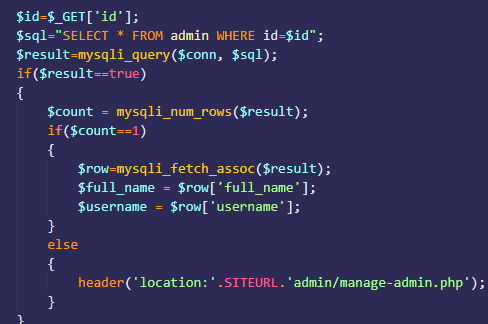 $id=$_GET['id'];
$sql="SELECT * FROM admin WHERE id=$id";
$result=mysqli_query($conn, $sql);
if($result==true)
{
$count = mysqli_num_rows($result);
if($count==1)
{
$row=mysqli_fetch_assoc($result);
$full_name = $row['full_name'];
$username = $row['username'];
}
else
{
header('location:'.SITEURL.'admin/manage-admin.php');
}
}